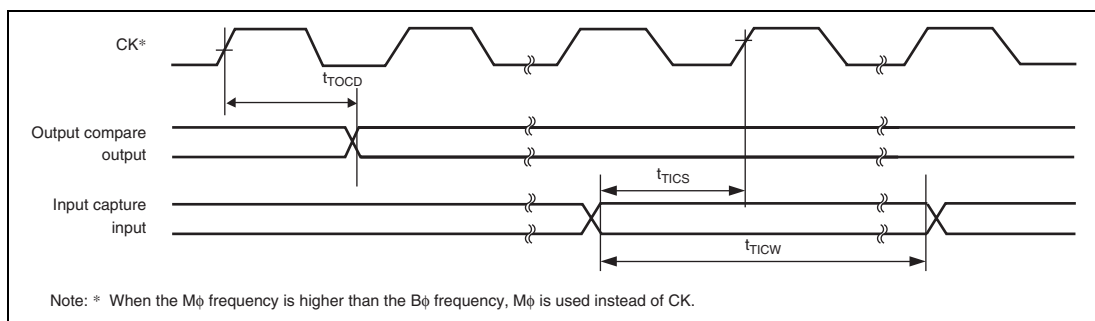 CK*
tTOCD
Output compare
output
tTICS
Input capture
input
tTICW
Note: * When the Mϕ frequency is higher than the Bϕ frequency, Mϕ is used instead of CK.